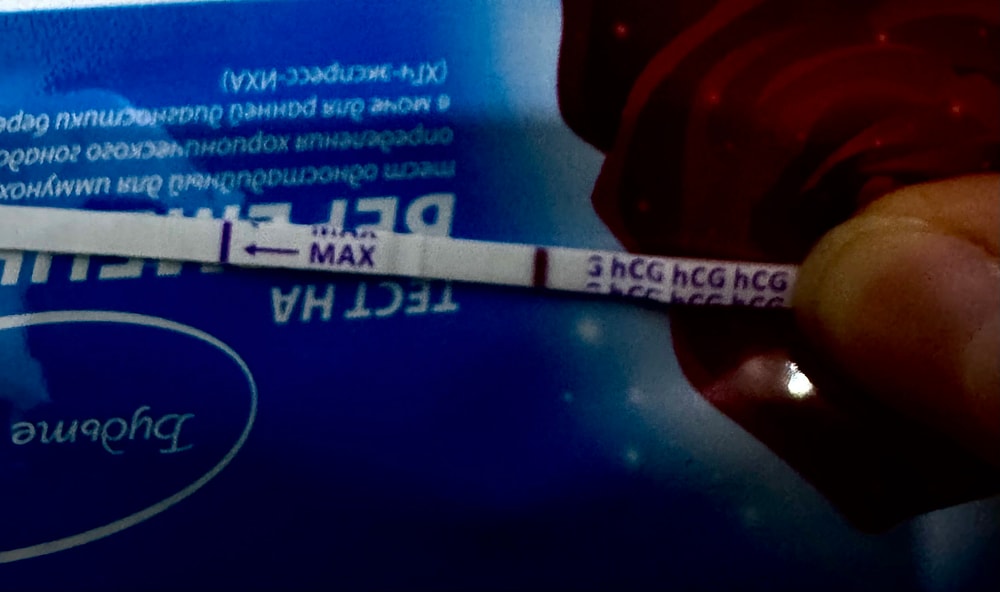 ← MAX
G hCG hCG hCG
Будьте
ТЕСТ НА
тест одностадийный для иммунохо
определения хорионического гонадо
в моче для ранней диагностики бере
(ХГч-экспресс-ИХА)